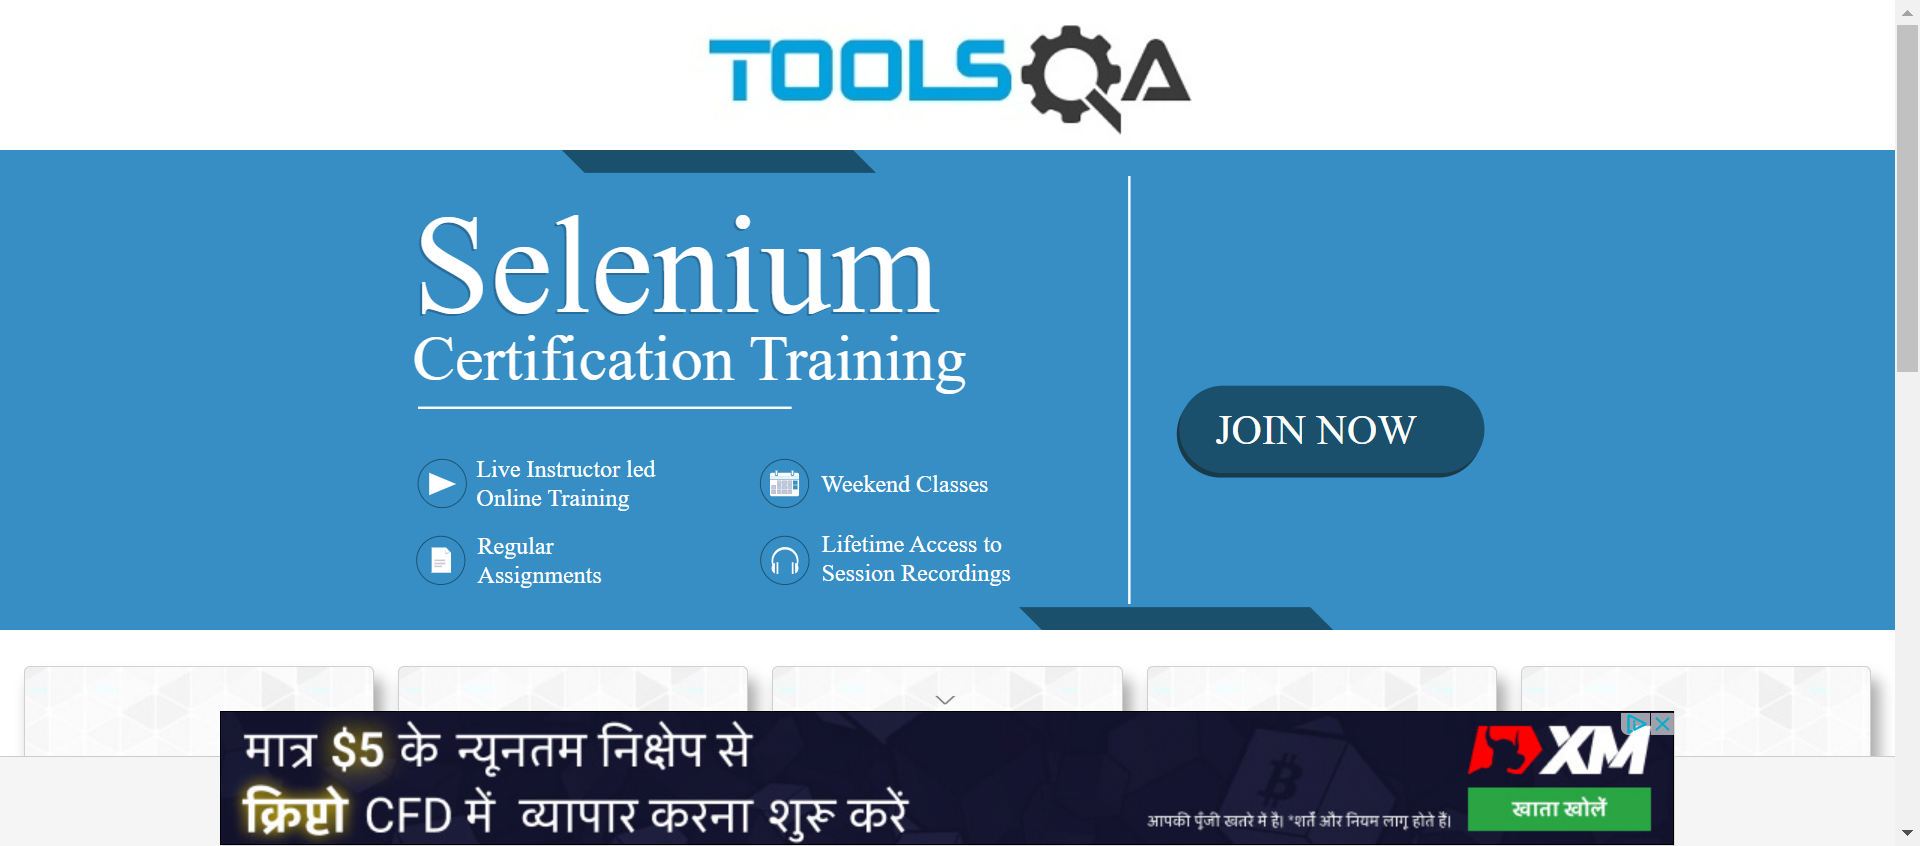 TOOLSQA
Selenium
Certification Training
Live Instructor led
Online Training
Weekend Classes
Regular
Assignments
Lifetime Access to
Session Recordings
JOIN NOW
मात्र $5 के न्यूनतम निक्षेप से
क्रिप्टो CFD में व्यापार करना शुरू करें
आपकी पूँजी खतरे में है। *शर्तें और नियम लागू होते हैं।
XM
खाता खोलें